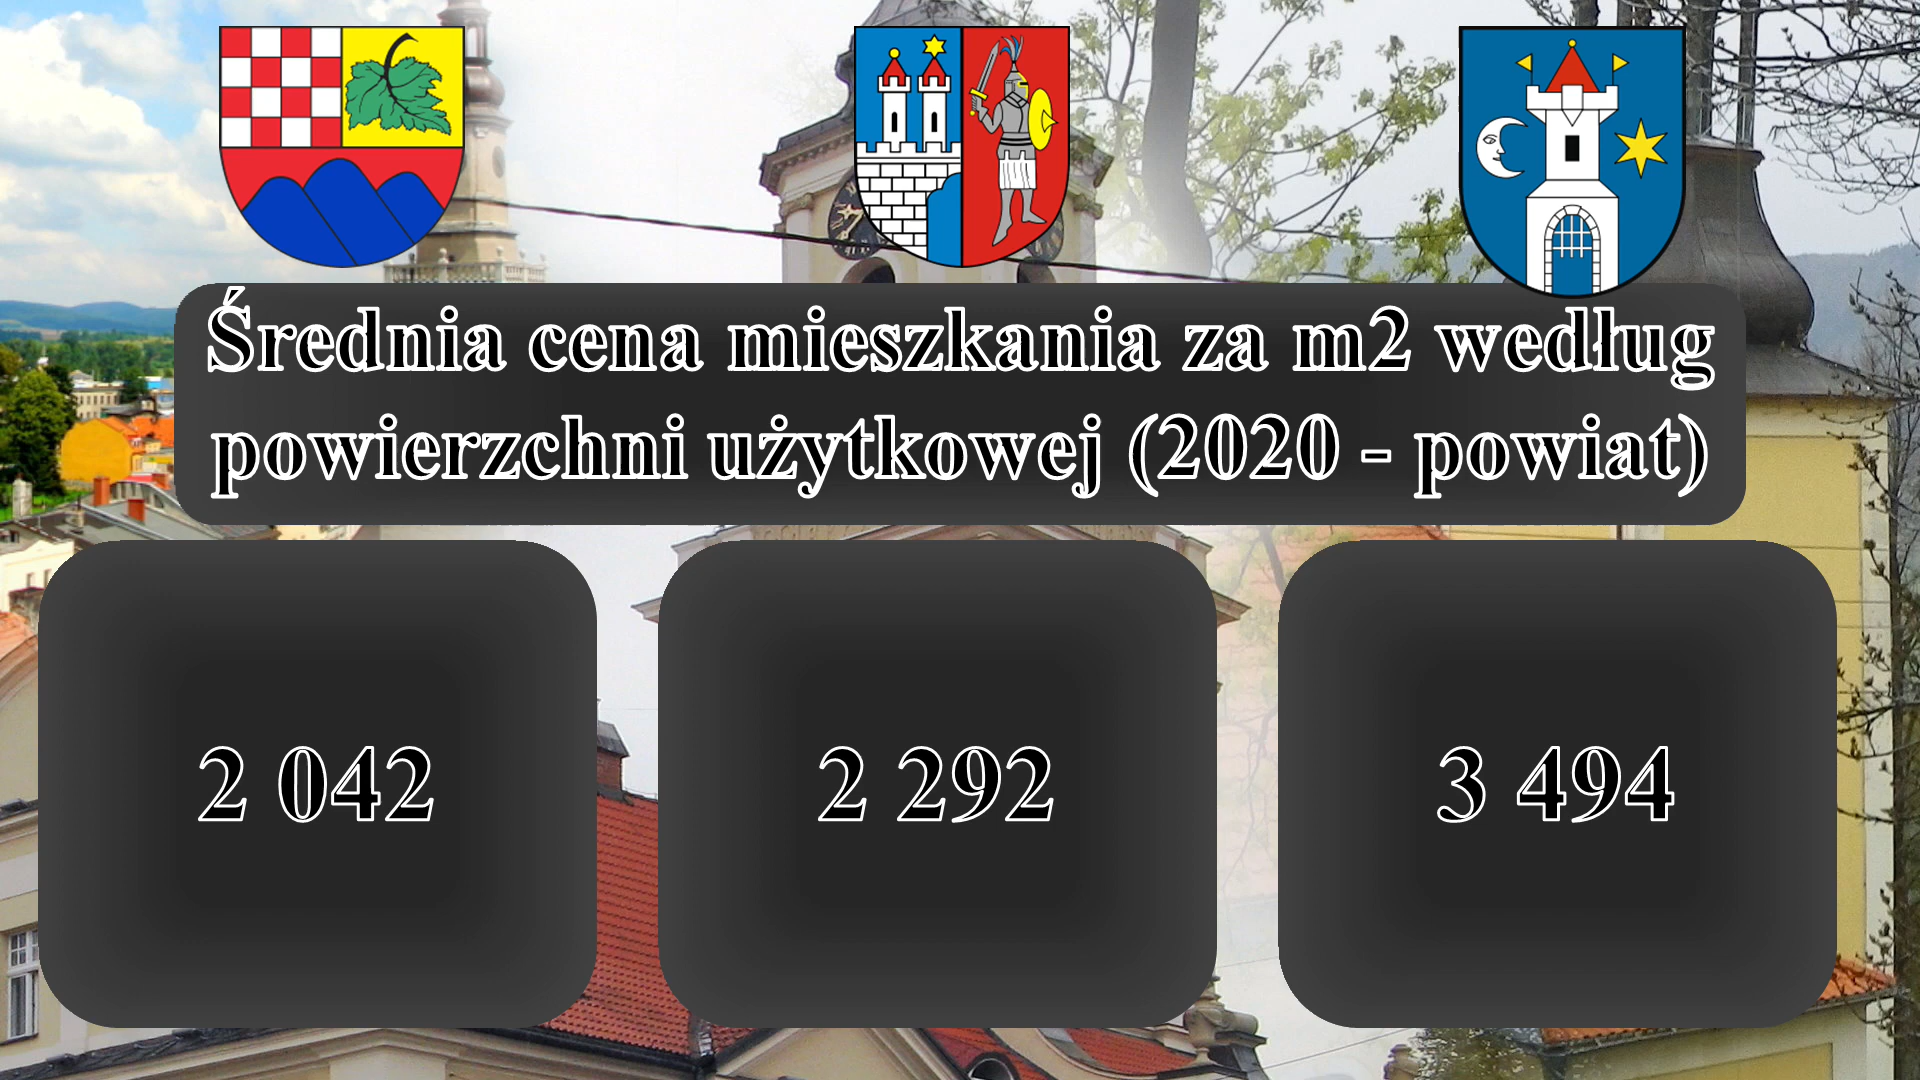 Średnia cena mieszkania za m2 według
powierzchni użytkowej (2020 - powiat)
2 042
2 292
3 494